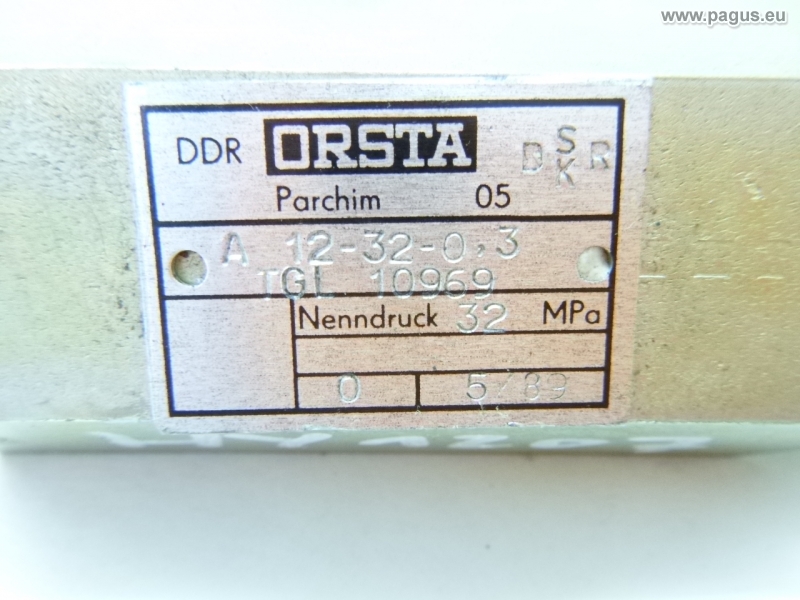 www.pagus.eu
DDR ORSTA B S K R
Parchim 05
A 12-32-0,3
TGL 10969
Nenndruck 32 MPa
0 5/89